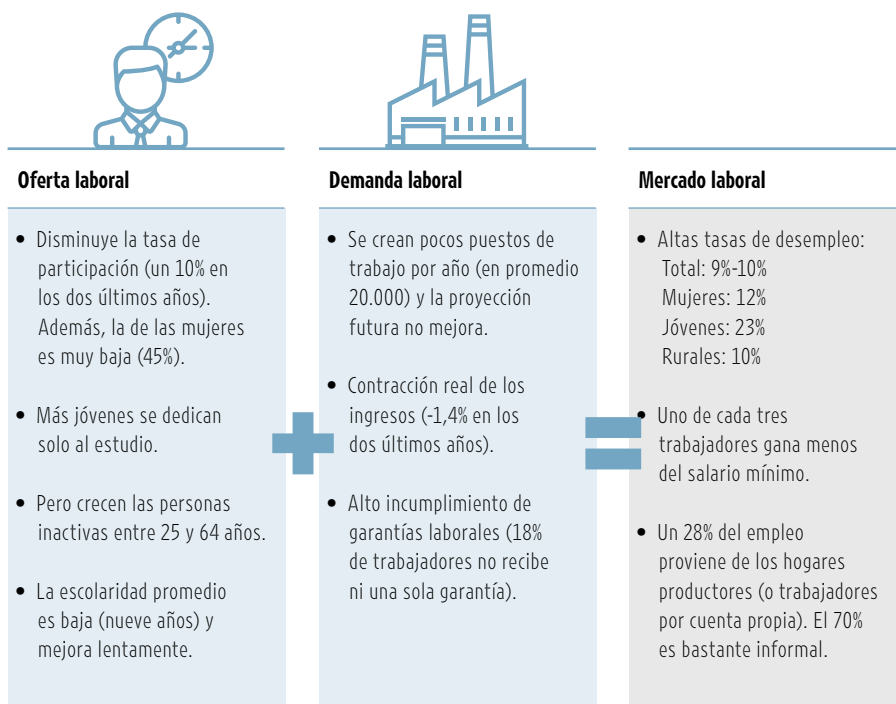 Oferta laboral
• Disminuye la tasa de
participación (un 10% en
los dos últimos años).
Además, la de las mujeres
es muy baja (45%).
• Más jóvenes se dedican
solo al estudio.
• Pero crecen las personas
inactivas entre 25 y 64 años.
• La escolaridad promedio
es baja (nueve años) y
mejora lentamente.
Demanda laboral
• Se crean pocos puestos de
trabajo por año (en promedio
20.000) y la proyección
futura no mejora.
• Contracción real de los
ingresos (-1,4% en los
dos últimos años).
• Alto incumplimiento de
garantías laborales (18%
de trabajadores no recibe
ni una sola garantía).
Mercado laboral
• Altas tasas de desempleo:
Total: 9%-10%
Mujeres: 12%
Jóvenes: 23%
Rurales: 10%
• Uno de cada tres
trabajadores gana menos
del salario mínimo.
• Un 28% del empleo
proviene de los hogares
productores (o trabajadores
por cuenta propia). El 70%
es bastante informal.